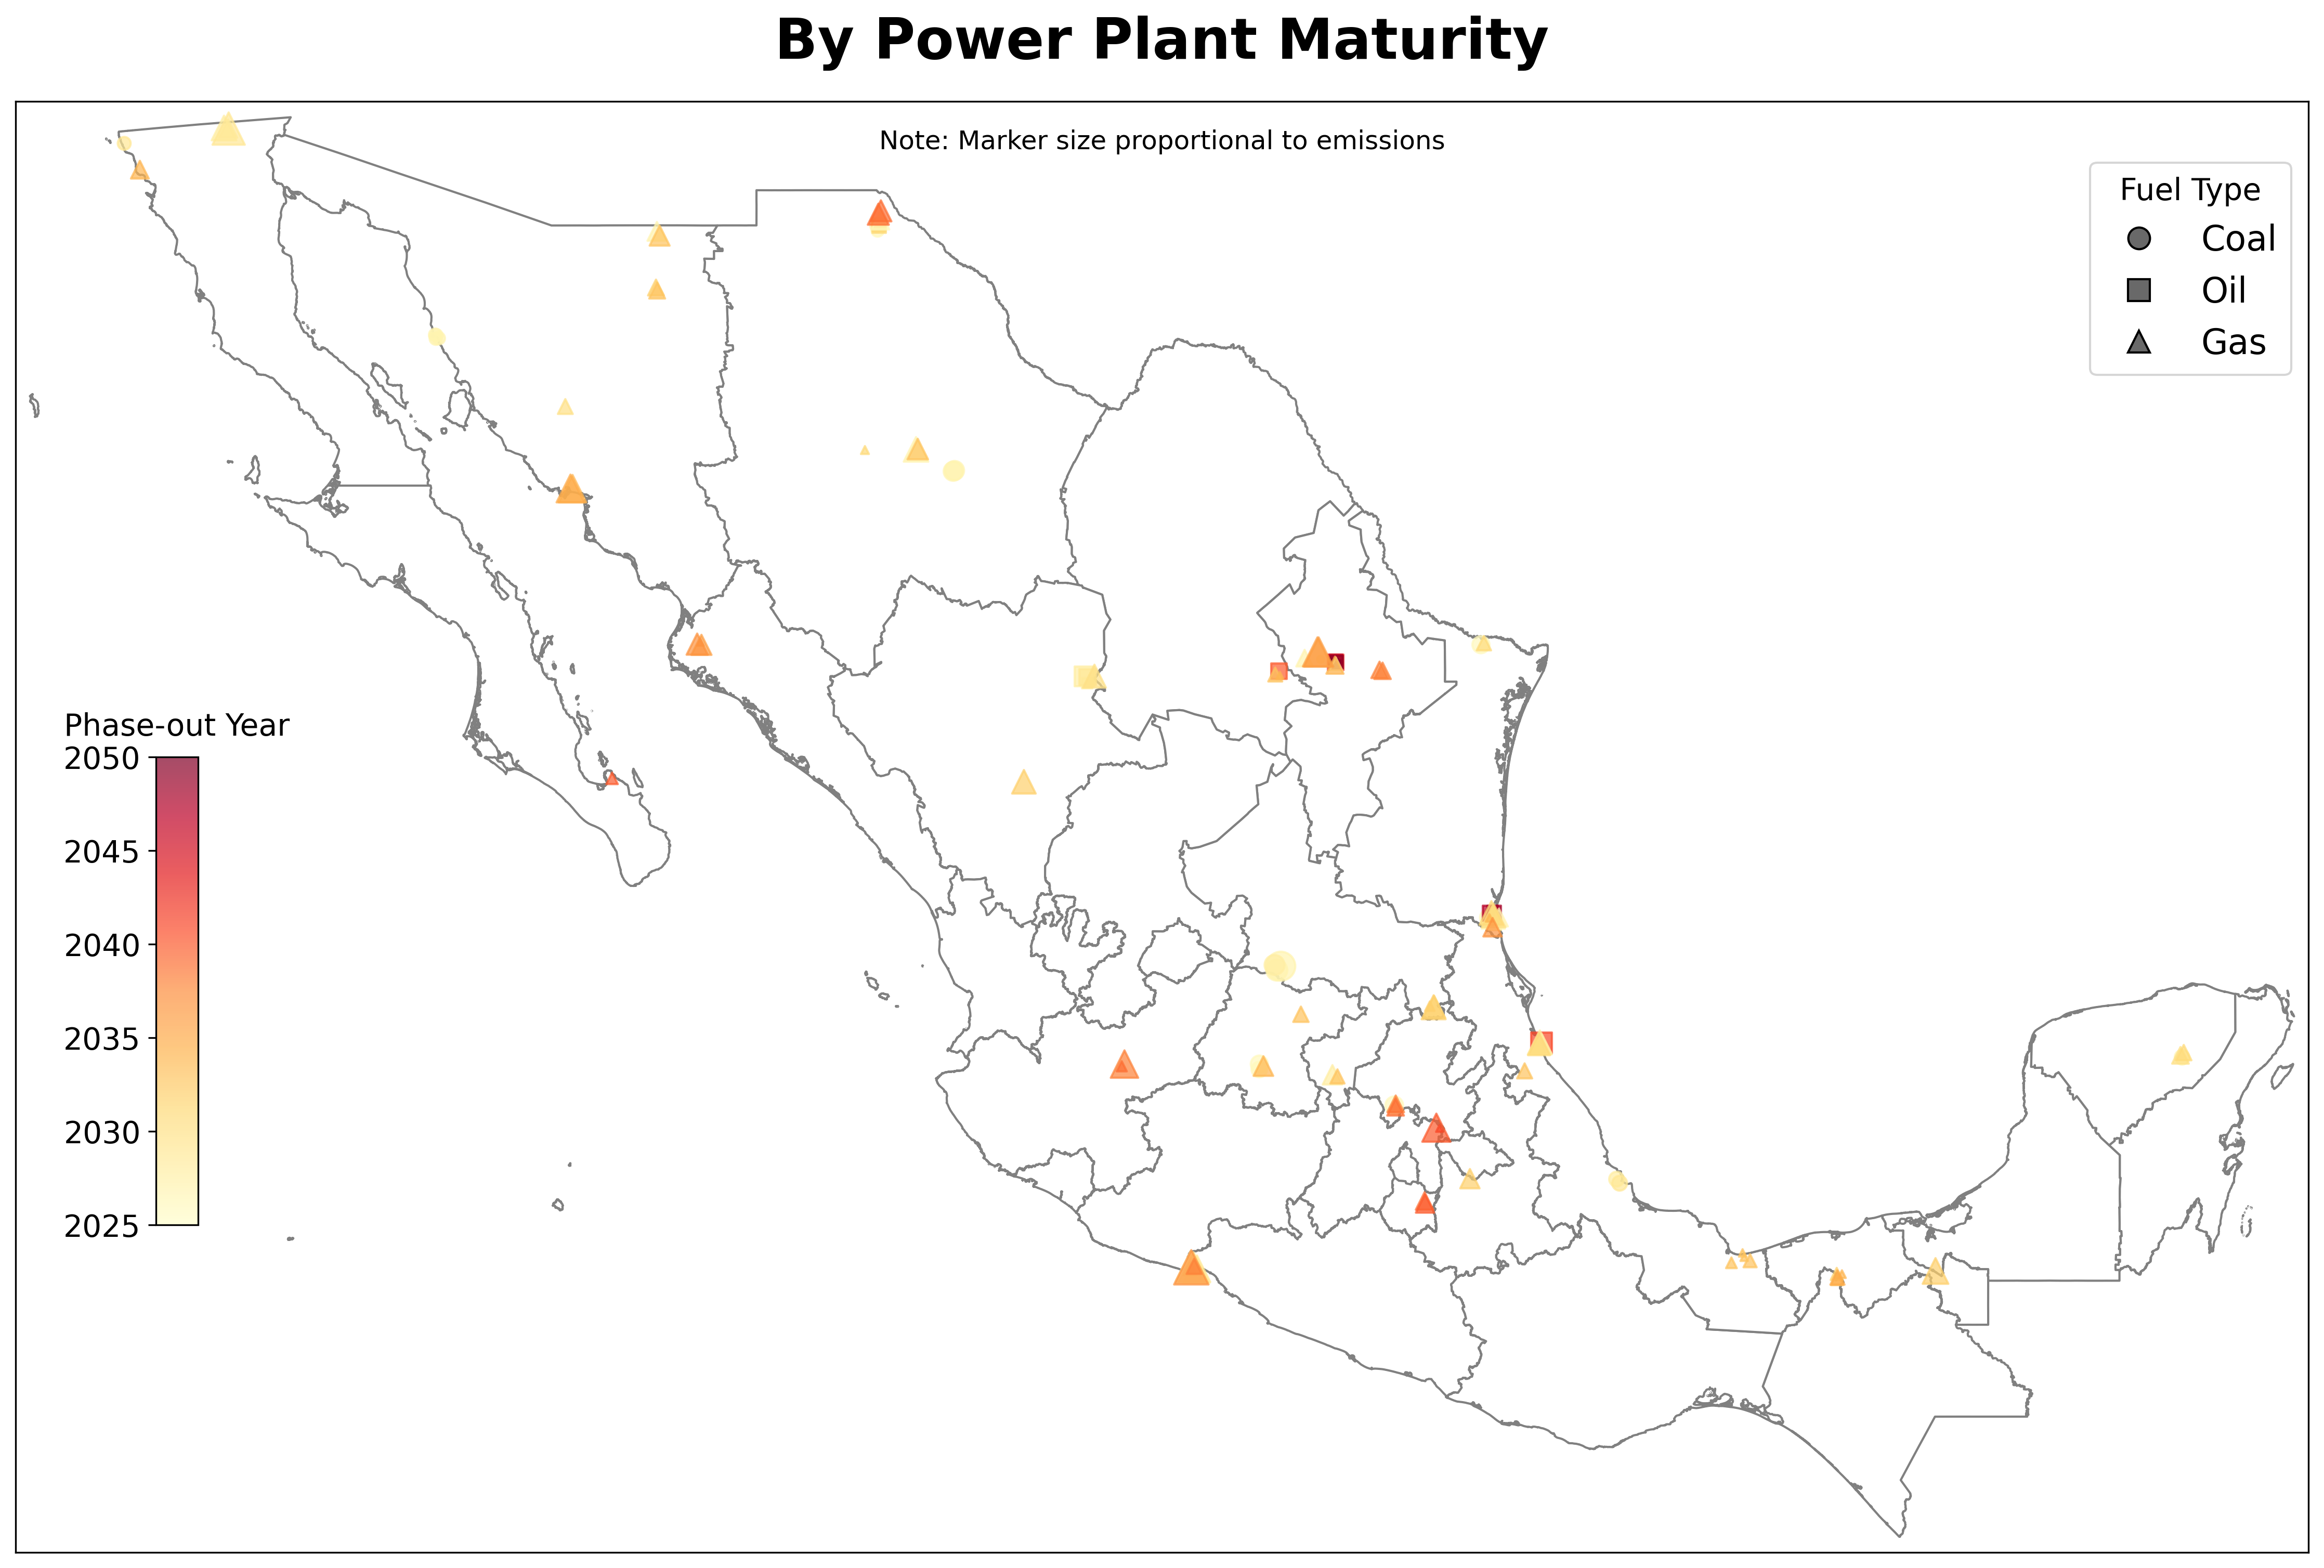 By Power Plant Maturity
Note: Marker size proportional to emissions
Fuel Type
Coal
Oil
Gas
Phase-out Year
2050
2045
2040
2035
2030
2025